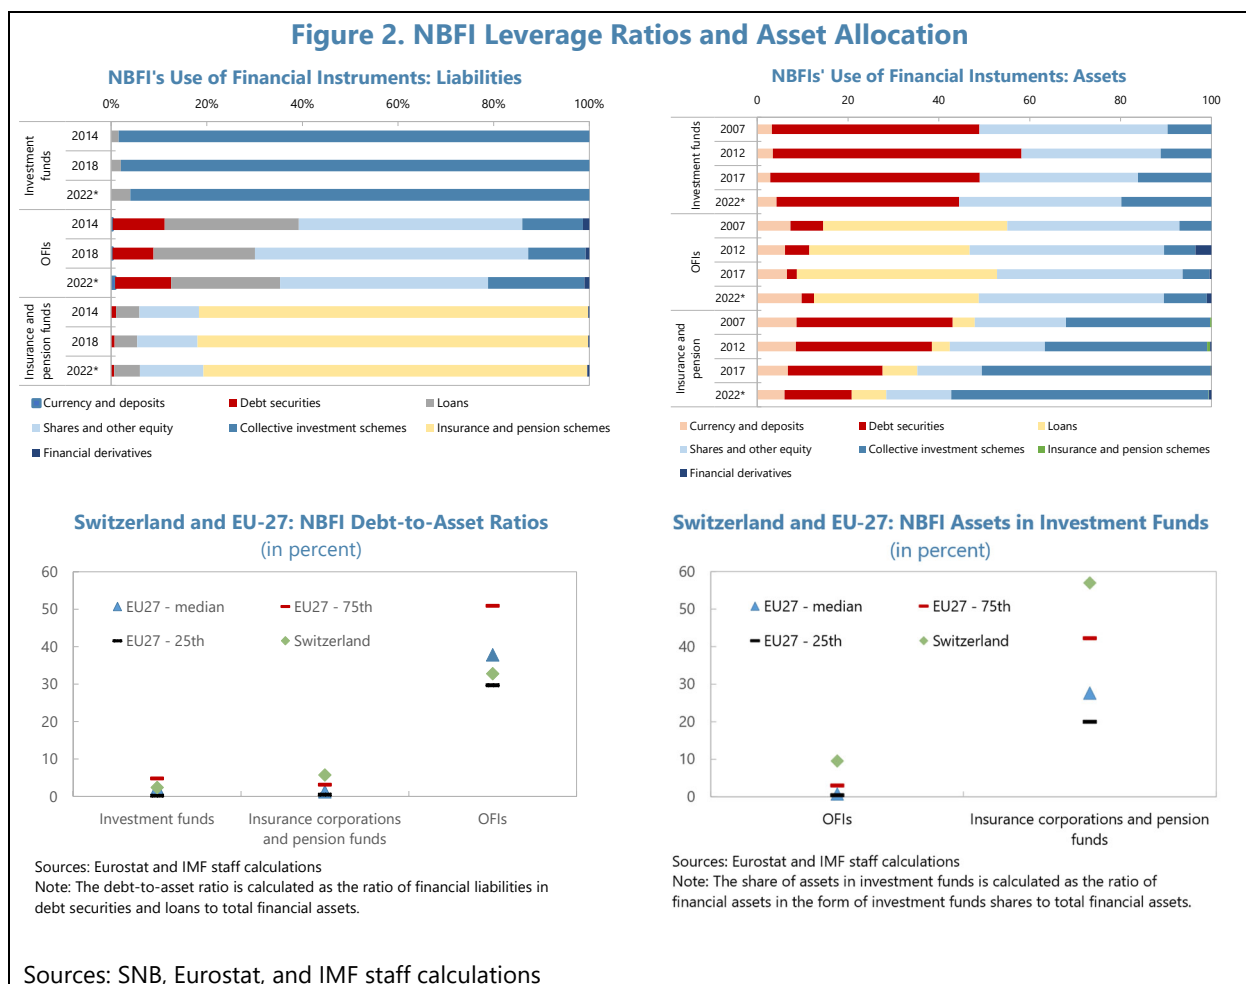 Figure 2. NBFI Leverage Ratios and Asset Allocation
NBFI's Use of Financial Instruments: Liabilities
0% 20% 40% 60% 80% 100%
Investment funds
2014
2018
2022*
OFIs
2014
2018
2022*
Insurance and pension funds
2014
2018
2022*
Currency and deposits Debt securities Loans
Shares and other equity Collective investment schemes Insurance and pension schemes
Financial derivatives
NBFIs' Use of Financial Instuments: Assets
0 20 40 60 80 100
Investment funds
2007
2012
2017
2022*
OFIs
2007
2012
2017
2022*
Insurance and pension
2007
2012
2017
2022*
Currency and deposits Debt securities Loans
Shares and other equity Collective investment schemes Insurance and pension schemes
Financial derivatives
Switzerland and EU-27: NBFI Debt-to-Asset Ratios
(in percent)
60
50
40
30
20
10
0
EU27 - median EU27 - 75th
EU27 - 25th Switzerland
Investment funds Insurance corporations and pension funds OFIs
Sources: Eurostat and IMF staff calculations
Note: The debt-to-asset ratio is calculated as the ratio of financial liabilities in
debt securities and loans to total financial assets.
Switzerland and EU-27: NBFI Assets in Investment Funds
(in percent)
60
50
40
30
20
10
0
EU27 - median EU27 - 75th
EU27 - 25th Switzerland
OFIs Insurance corporations and pension funds
Sources: Eurostat and IMF staff calculations
Note: The share of assets in investment funds is calculated as the ratio of
financial assets in the form of investment funds shares to total financial assets.
Sources: SNB, Eurostat, and IMF staff calculations